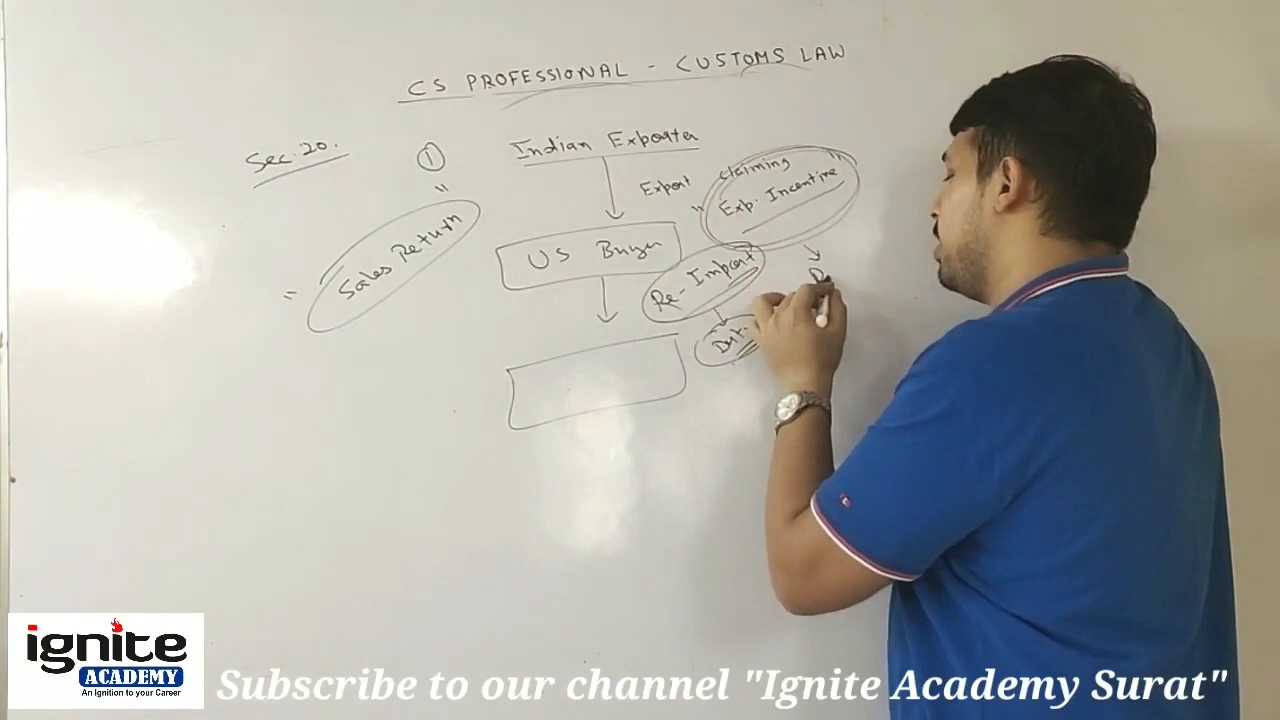 CS PROFESSIONAL - CUSTOMS LAW
Sec. 20.
①
Indian Exporter
Export
"Claiming
Exp. Incentive"
"Sales Return"
US Buyer
Re-Import
Dut.
ignite
ACADEMY
An Ignition to your Career
Subscribe to our channel "Ignite Academy Surat"